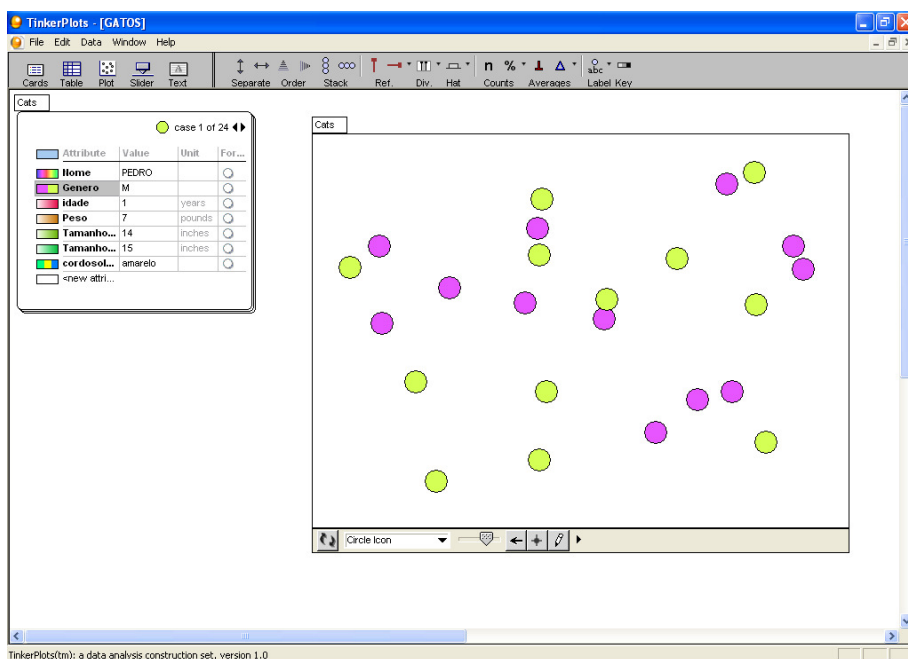 TinkerPlots - [GATOS]
File Edit Data Window Help
Cards Table Plot Slider Text Separate Order Stack Ref. Div. Hat Counts Averages Label Key
n %
abc
A
Cats
case 1 of 24
Attribute Value Unit For...
Nome PEDRO
Genero M
idade 1 years
Peso 7 pounds
Tamanho... 14 inches
Tamanho... 15 inches
cordosol... amarelo
<new attri...
Cats
Circle Icon
TinkerPlots(tm): a data analysis construction set, version 1.0